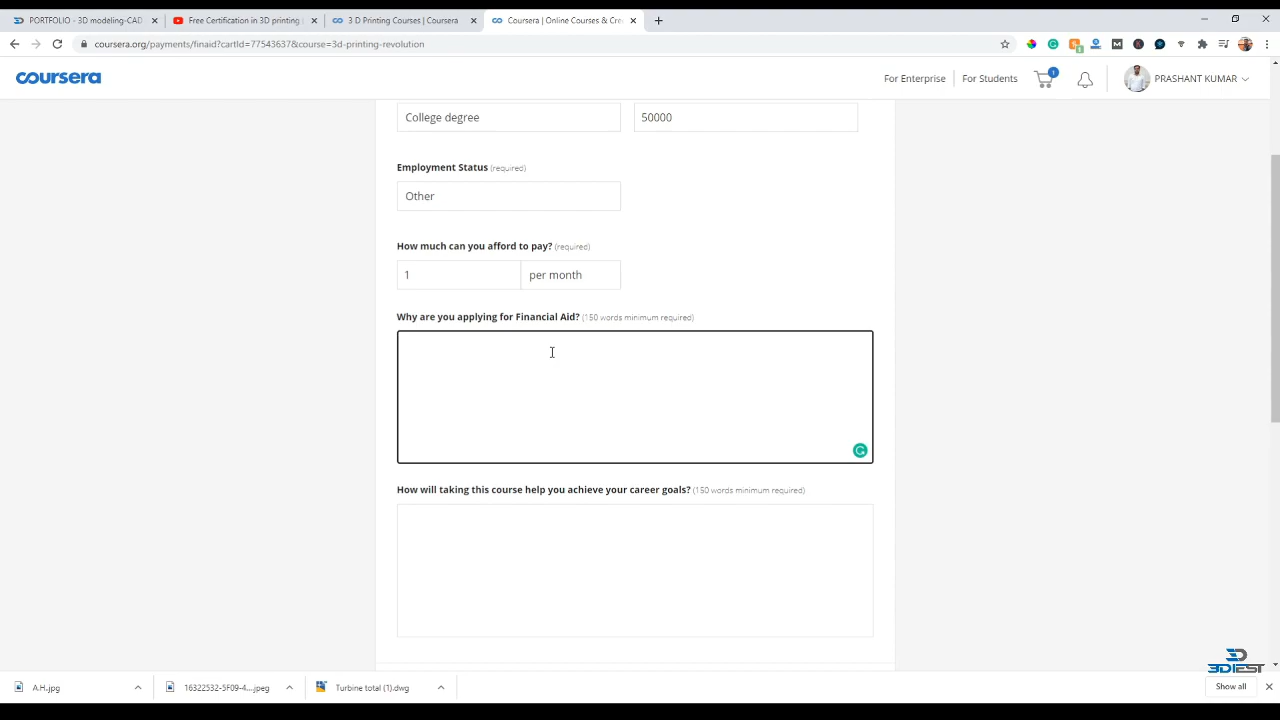 PORTFOLIO - 3D modeling-CAD
Free Certification in 3D printing
3 D Printing Courses | Coursera
Coursera | Online Courses & Cre
coursera.org/payments/finaid?cartId=77543637&course=3d-printing-revolution
coursera
For Enterprise
For Students
1
PRASHANT KUMAR
College degree
50000
Employment Status (required)
Other
How much can you afford to pay? (required)
1
per month
Why are you applying for Financial Aid? (150 words minimum required)
How will taking this course help you achieve your career goals? (150 words minimum required)
3DTEST
A.H.jpg
16322532-5F09-4....jpeg
Turbine total (1).dwg
Show all